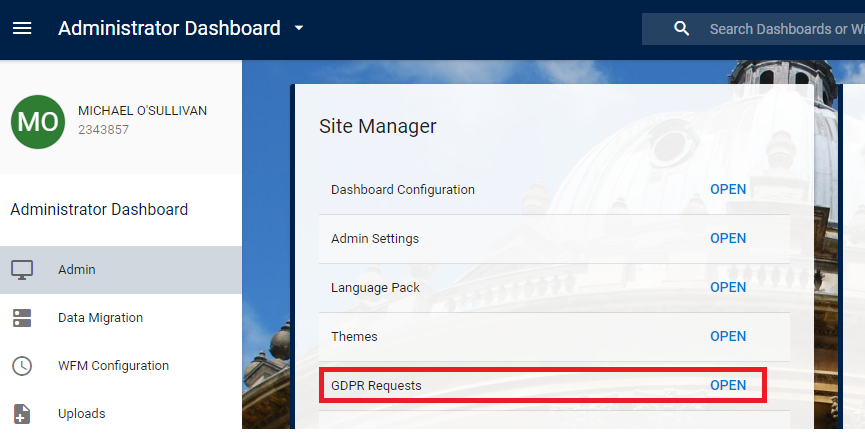 Administrator Dashboard
Search Dashboards or Wi
MO
MICHAEL O'SULLIVAN
2343857
Administrator Dashboard
Admin
Data Migration
WFM Configuration
Uploads
Site Manager
Dashboard Configuration OPEN
Admin Settings OPEN
Language Pack OPEN
Themes OPEN
GDPR Requests OPEN